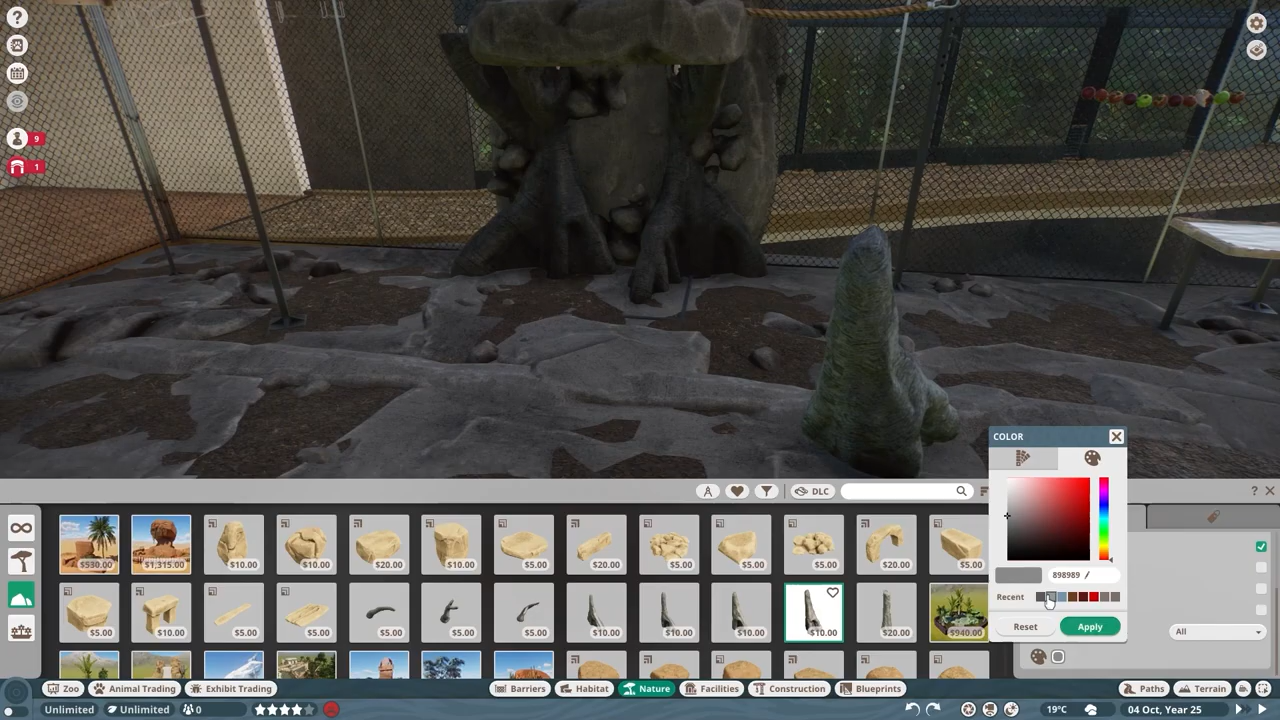 ?
9
1
DLC
? ×
COLOR
898989 /
Recent
Reset
Apply
All
$530.00
$1,315.00
$10.00
$10.00
$20.00
$10.00
$5.00
$20.00
$5.00
$5.00
$5.00
$20.00
$5.00
$5.00
$10.00
$5.00
$5.00
$5.00
$5.00
$5.00
$10.00
$10.00
$10.00
$10.00
$20.00
$940.00
Zoo
Animal Trading
Exhibit Trading
Barriers
Habitat
Nature
Facilities
Construction
Blueprints
Paths
Terrain
Unlimited
Unlimited
0
19°C
04 Oct, Year 25